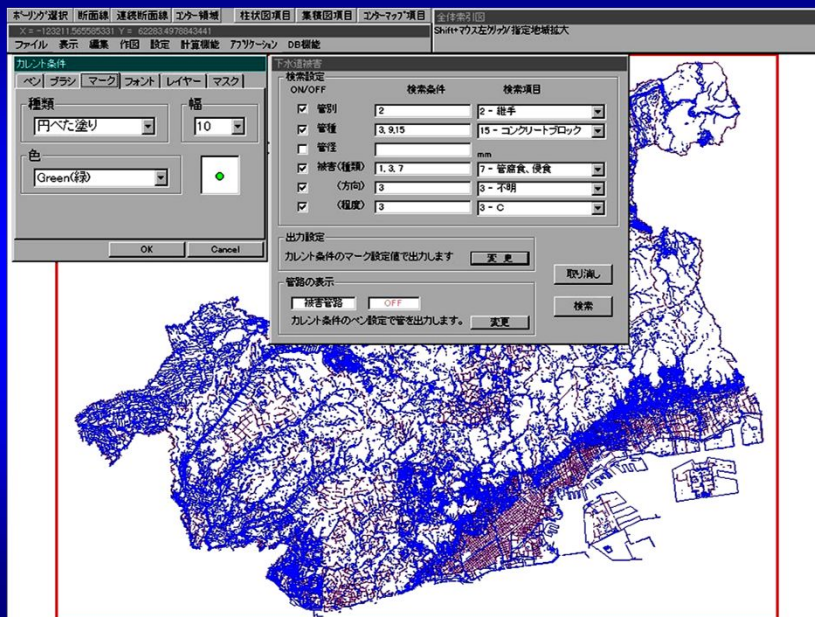 ボーリング選択 断面線 連続断面線 コンター領域 柱状図項目 集積図項目 コンターマップ項目
全体索引図
X = -123211.565585331 Y = 62283.4978843441
Shift+マウス左クリック/指定地域拡大
ファイル 表示 編集 作図 設定 計算機能 アプリケーション DB機能
カレント条件
ペン ブラシ マーク フォント レイヤー マスク
種類 幅
円べた塗り 10
色
Green(緑)
OK Cancel
下水道被害
検索設定
ON/OFF 検索条件 検索項目
管別 2 2 - 継手
管種 3, 9,15 15 - コンクリートブロック
管径 mm
被害(種類) 1, 3, 7 7 - 管腐食、侵食
(方向) 3 3 - 不明
(程度) 3 3 - C
出力設定
カレント条件のマーク設定値で出力します 変 更
取り消し
管路の表示
被害管路 OFF
検索
カレント条件のペン設定で管を出力します。 変更